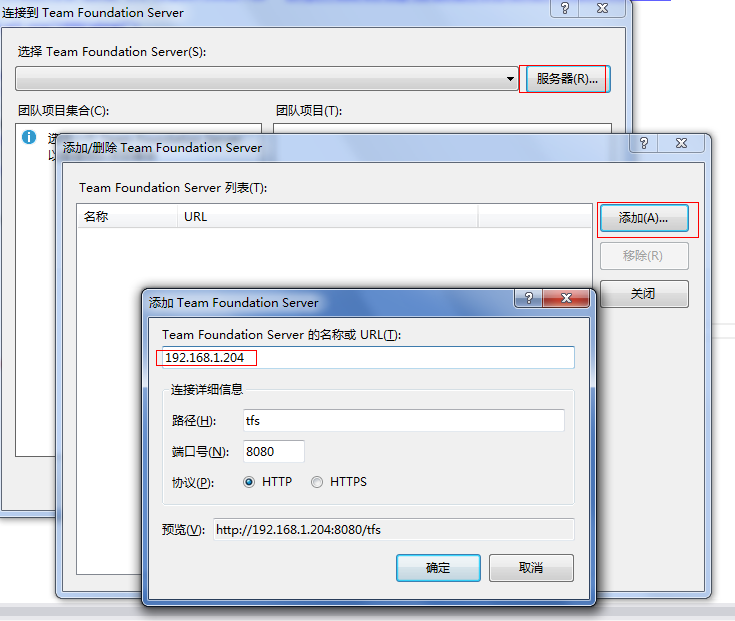 连接到 Team Foundation Server
选择 Team Foundation Server(S):
服务器(R)...
团队项目集合(C):
团队项目(T):
添加/删除 Team Foundation Server
Team Foundation Server 列表(T):
名称
URL
添加(A)...
移除(R)
关闭
添加 Team Foundation Server
Team Foundation Server 的名称或 URL(T):
192.168.1.204
连接详细信息
路径(H):
tfs
端口号(N):
8080
协议(P):
HTTP
HTTPS
预览(V):
http://192.168.1.204:8080/tfs
确定
取消